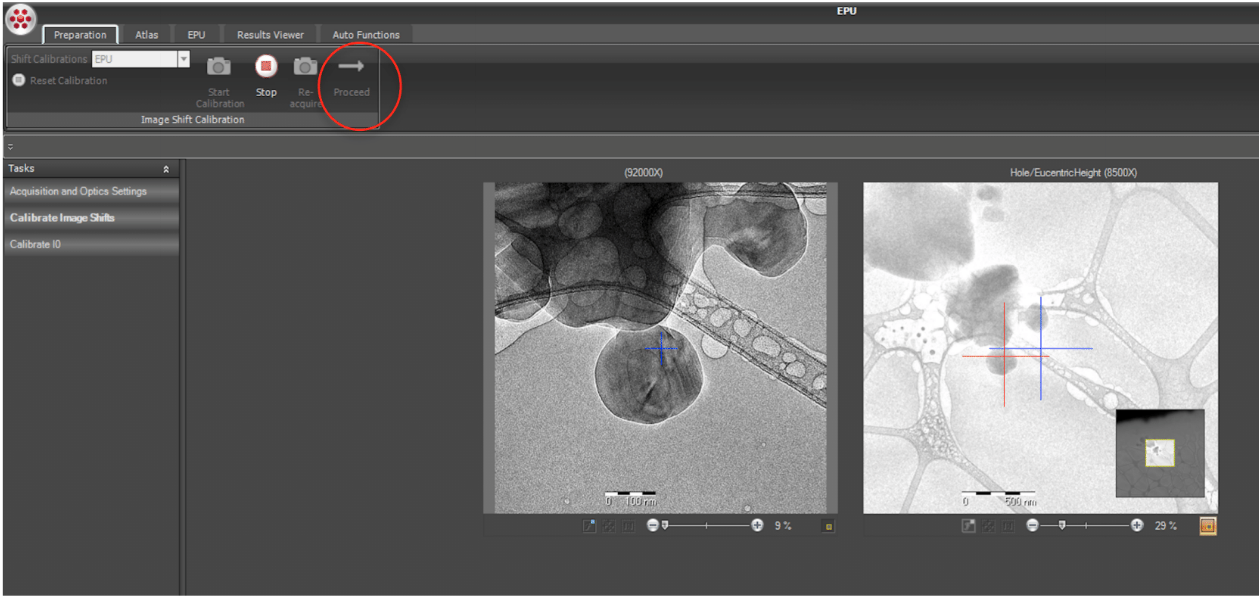 EPU
Preparation Atlas EPU Results Viewer Auto Functions
Shift Calibrations EPU
Reset Calibration
Start Calibration
Stop
Re-acquire
Proceed
Image Shift Calibration
Tasks
Acquisition and Optics Settings
Calibrate Image Shifts
Calibrate I0
(92000X)
0 100 nm
9 %
Hole/EucentricHeight (8500X)
0 500 nm
29 %